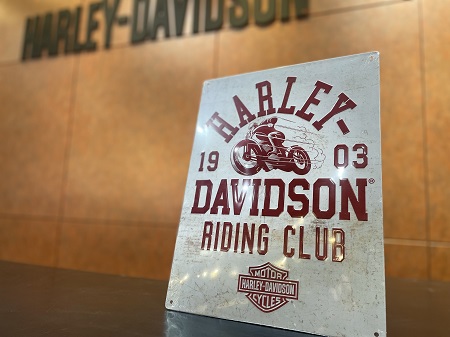 HARLEY-DAVIDSON
HARLEY-
19 03
DAVIDSON®
RIDING CLUB
MOTOR
HARLEY-DAVIDSON
CYCLES